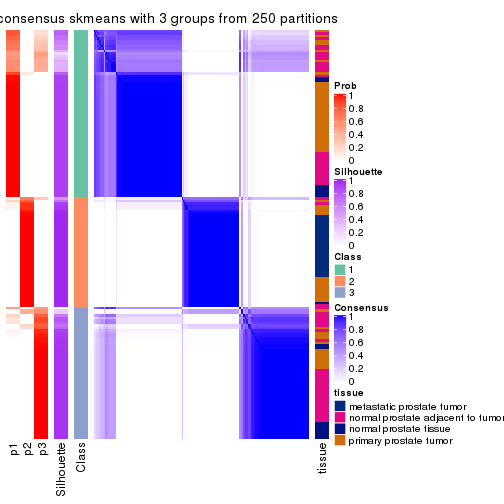 consensus skmeans with 3 groups from 250 partitions
Prob
1
0.8
0.6
0.4
0.2
0
Silhouette
1
0.8
0.6
0.4
0.2
0
Class
1
2
3
Consensus
1
0.8
0.6
0.4
0.2
0
tissue
metastatic prostate tumor
normal prostate adjacent to tumor
normal prostate tissue
primary prostate tumor
p1
p2
p3
Silhouette
Class
tissue